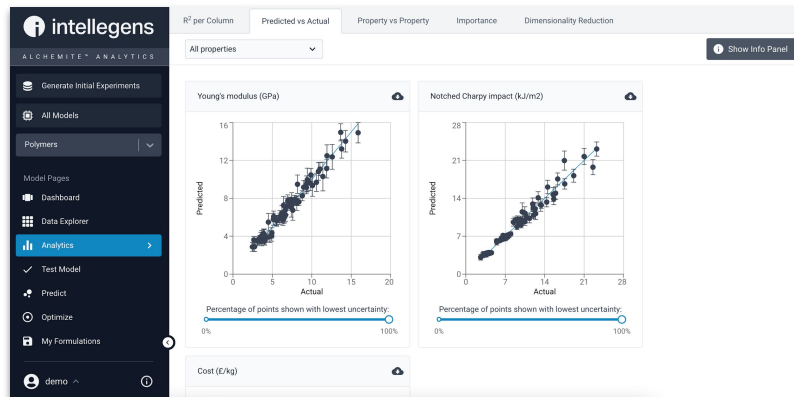 intellegens
ALCHEMITE™ ANALYTICS
Generate Initial Experiments
All Models
Polymers
Model Pages
Dashboard
Data Explorer
Analytics
Test Model
Predict
Optimize
My Formulations
demo
R² per Column Predicted vs Actual Property vs Property Importance Dimensionality Reduction
All properties
Show Info Panel
Young's modulus (GPa)
16
12
8
4
0
Predicted
0 5 10 15 20
Actual
Percentage of points shown with lowest uncertainty:
0% 100%
Notched Charpy impact (kJ/m2)
28
21
14
7
0
Predicted
0 7 14 21 28
Actual
Percentage of points shown with lowest uncertainty:
0% 100%
Cost (£/kg)